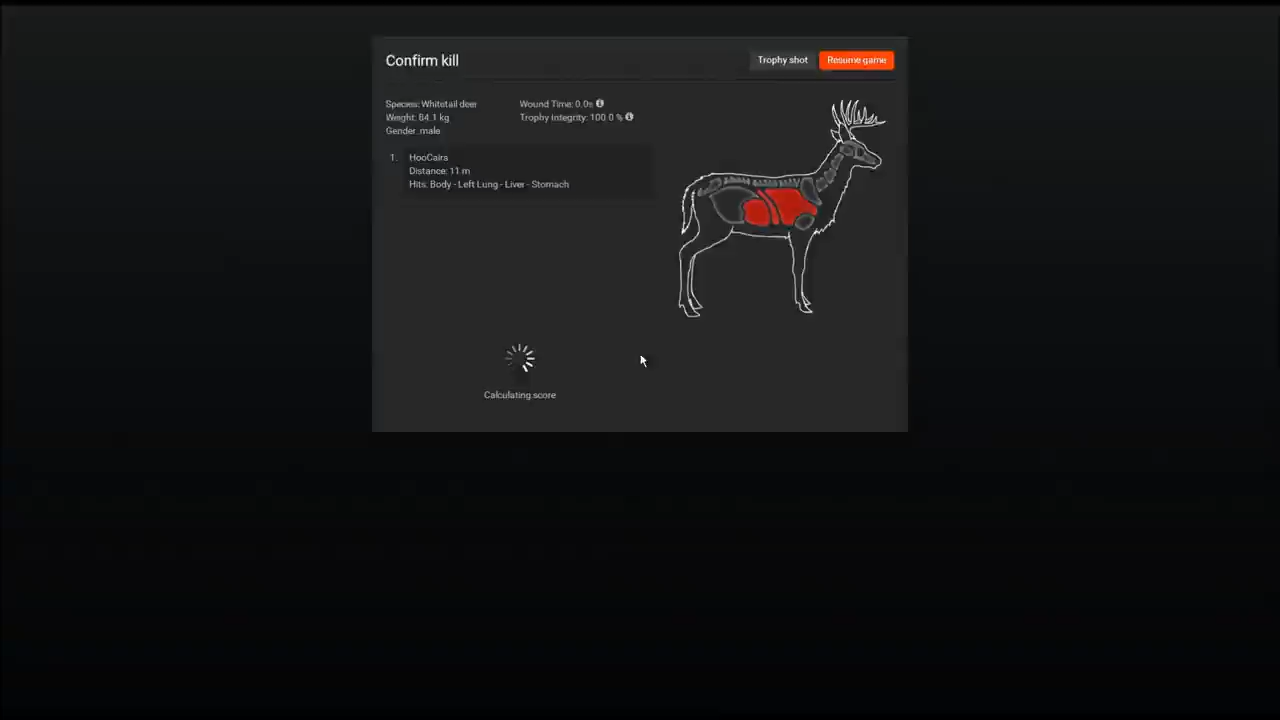 Confirm kill
Trophy shot
Resume game
Species: Whitetail deer
Weight: 84.1 kg
Gender: male
Wound Time: 0.0s
Trophy Integrity: 100.0 %
1. HooCairs
Distance: 11 m
Hits: Body - Left Lung - Liver - Stomach
Calculating score